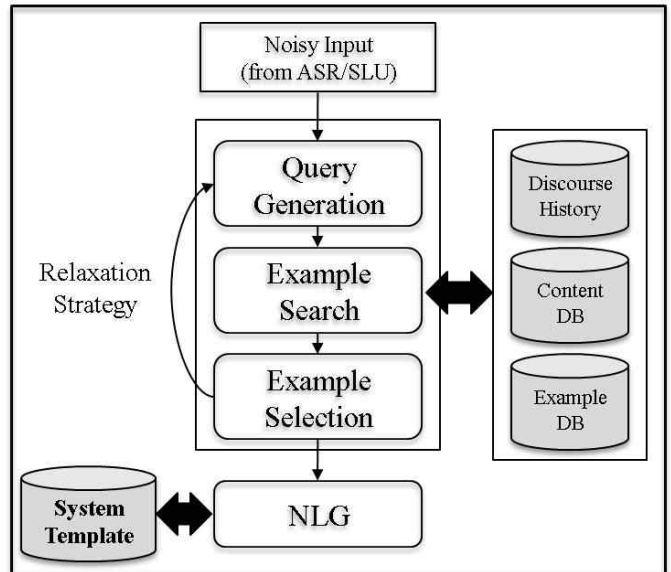 Noisy Input
(from ASR/SLU)
Query
Generation
Discourse
History
Relaxation
Strategy
Example
Search
Content
DB
Example
Selection
Example
DB
System
Template
NLG